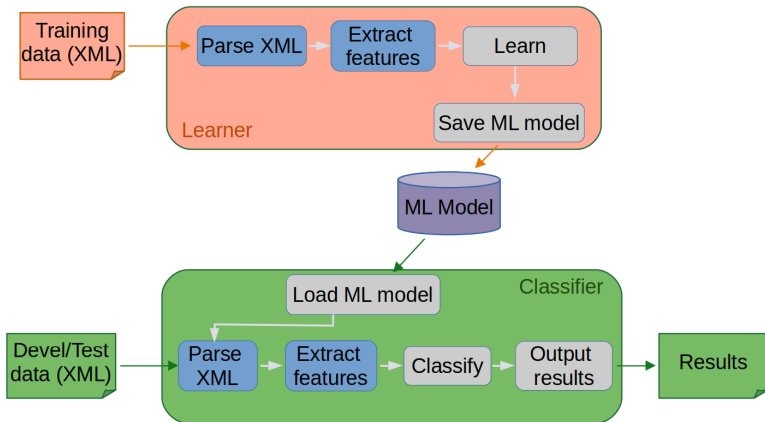 Training
data (XML)
Parse XML
Extract
features
Learn
Save ML model
Learner
ML Model
Load ML model
Classifier
Devel/Test
data (XML)
Parse
XML
Extract
features
Classify
Output
results
Results